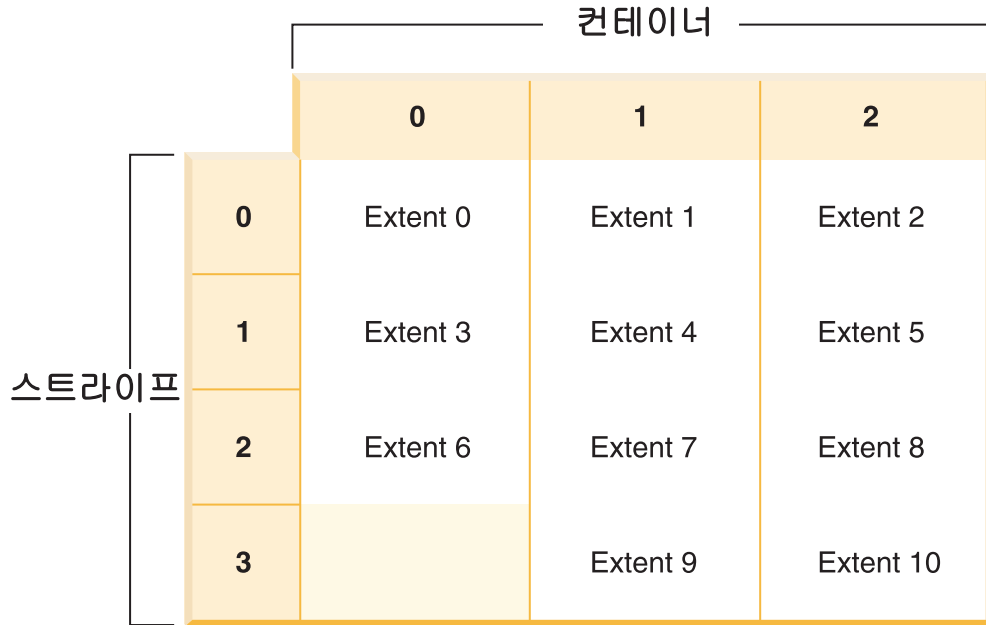 컨테이너
0 1 2
0 Extent 0 Extent 1 Extent 2
1 Extent 3 Extent 4 Extent 5
스트라이프
2 Extent 6 Extent 7 Extent 8
3 Extent 9 Extent 10